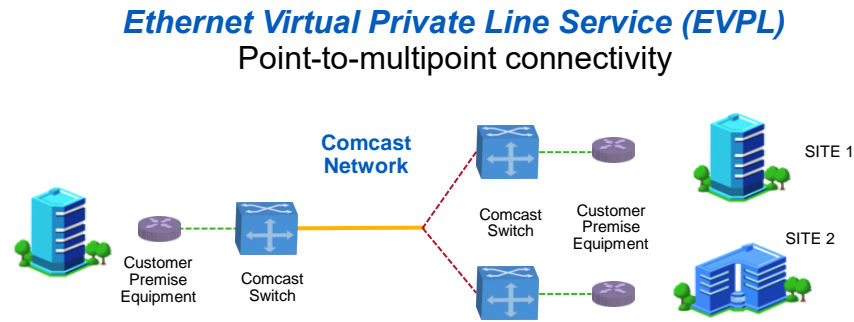 Ethernet Virtual Private Line Service (EVPL)
Point-to-multipoint connectivity
Comcast
Network
SITE 1
Comcast
Switch
Customer
Premise
Equipment
SITE 2
Customer
Premise
Equipment
Comcast
Switch